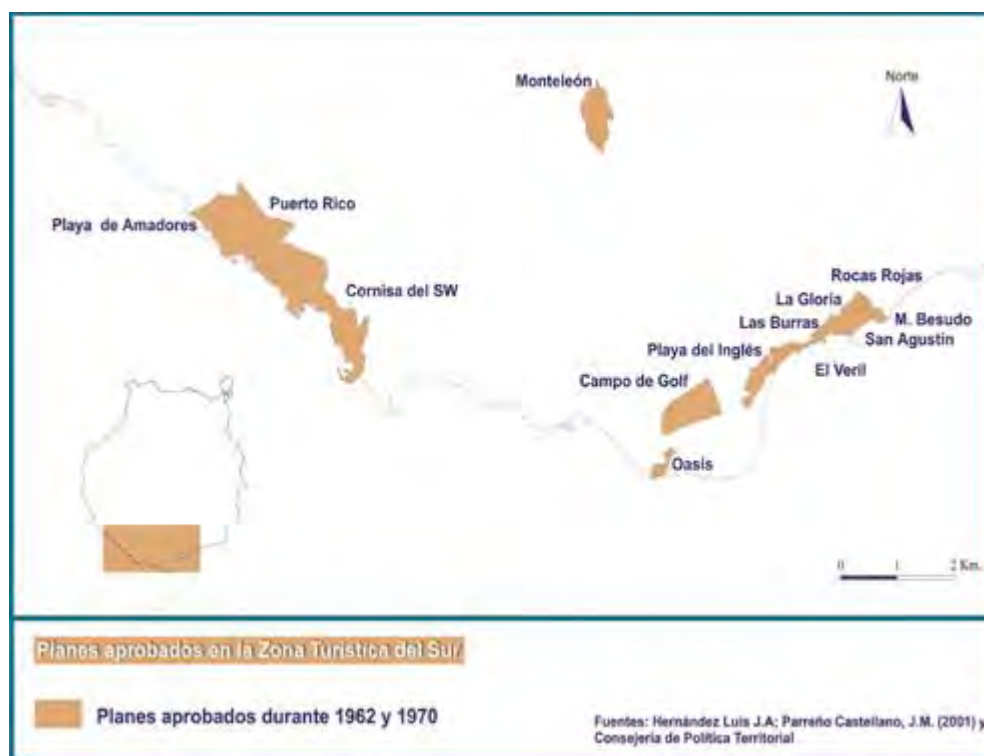 Monteleón
Norte
Puerto Rico
Playa de Amadores
Cornisa del SW
Rocas Rojas
La Gloria
Las Burras
M. Besudo
San Agustín
Playa del Inglés
El Veril
Campo de Golf
Oasis
0 1 2 Km.
Planes aprobados en la Zona Turística del Sur
Planes aprobados durante 1962 y 1970
Fuentes: Hernández Luis J.A; Parreño Castellano, J.M. (2001) y
Consejería de Política Territorial